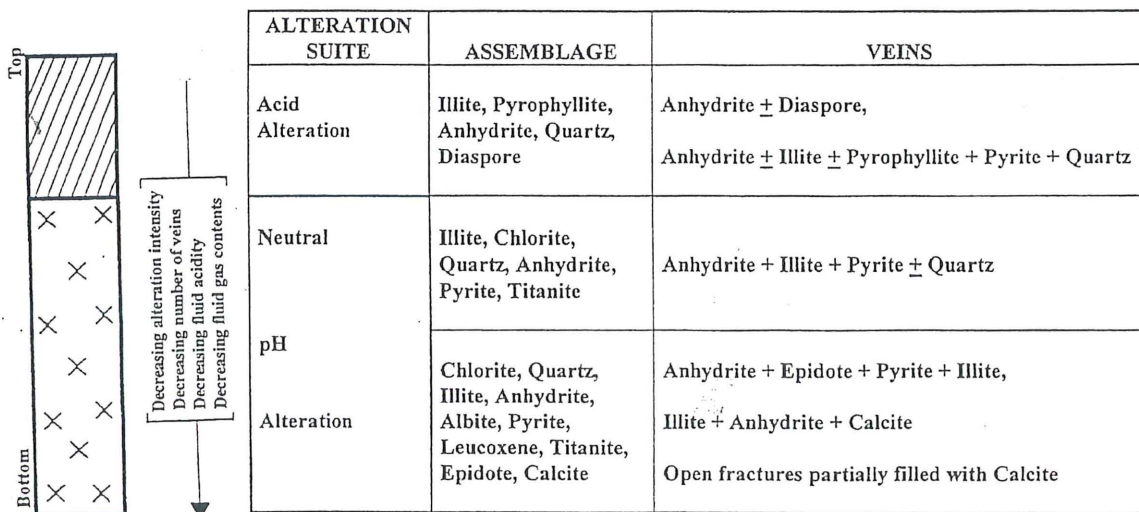 Top
Bottom
Decreasing alteration intensity
Decreasing number of veins
Decreasing fluid acidity
Decreasing fluid gas contents
ALTERATION
SUITE
ASSEMBLAGE
VEINS
Acid
Alteration
Illite, Pyrophyllite,
Anhydrite, Quartz,
Diaspore
Anhydrite ± Diaspore,
Anhydrite ± Illite ± Pyrophyllite + Pyrite + Quartz
Neutral
pH
Alteration
Illite, Chlorite,
Quartz, Anhydrite,
Pyrite, Titanite
Anhydrite + Illite + Pyrite ± Quartz
Chlorite, Quartz,
Illite, Anhydrite,
Albite, Pyrite,
Leucoxene, Titanite,
Epidote, Calcite
Anhydrite + Epidote + Pyrite + Illite,
Illite + Anhydrite + Calcite
Open fractures partially filled with Calcite